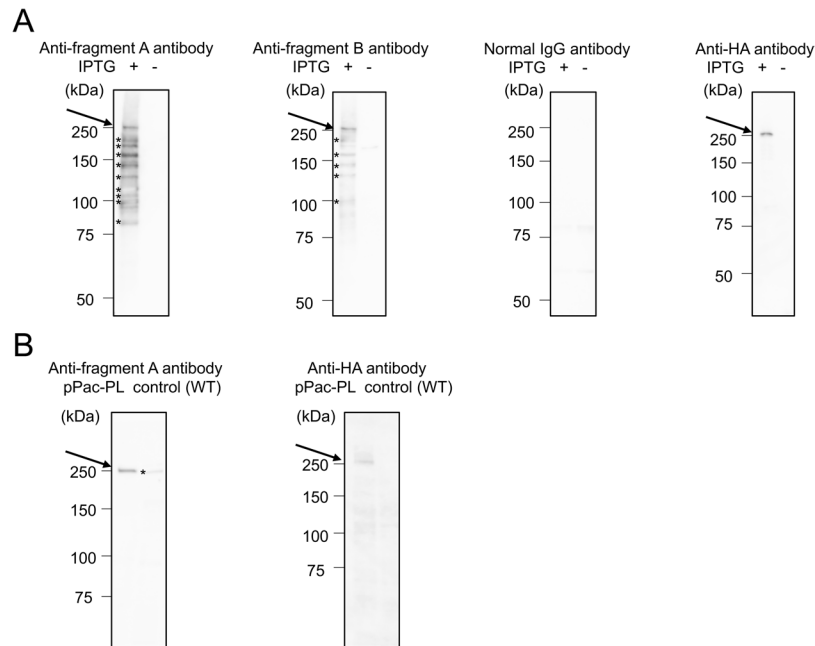 A
Anti-fragment A antibody
IPTG + -
(kDa)
250
*
*
*
150
*
*
*
*
100
*
*
75
50
Anti-fragment B antibody
IPTG + -
(kDa)
250
*
*
150
*
*
100
*
75
50
Normal IgG antibody
IPTG + -
(kDa)
250
150
100
75
50
Anti-HA antibody
IPTG + -
(kDa)
250
150
100
75
50
B
Anti-fragment A antibody
pPac-PL control (WT)
(kDa)
250 *
150
100
75
Anti-HA antibody
pPac-PL control (WT)
(kDa)
250
150
100
75